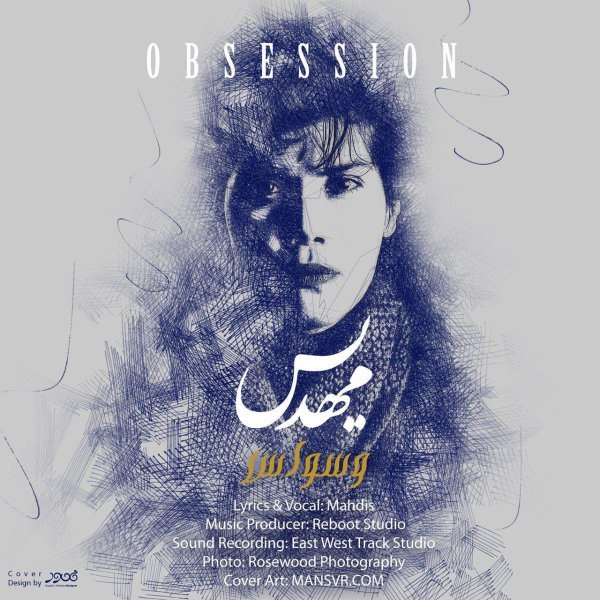 OBSESSION
مهدیس
وسواس
Lyrics & Vocal: Mahdis
Music Producer: Reboot Studio
Sound Recording: East West Track Studio
Photo: Rosewood Photography
Cover Art: MANSVR.COM
Cover
Design by